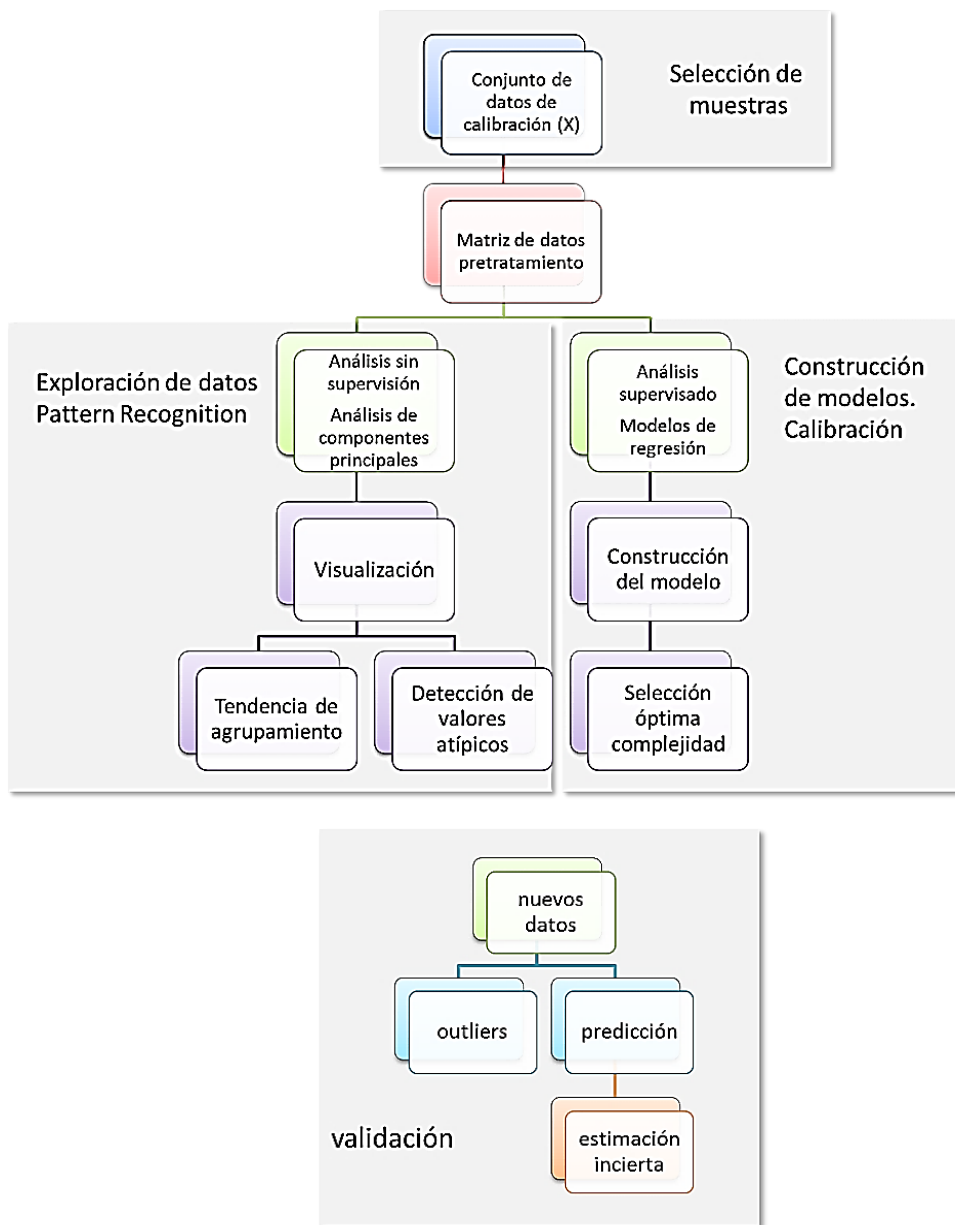 Conjunto de
datos de
calibración (X)
Selección de
muestras
Matriz de datos
pretratamiento
Exploración de datos
Pattern Recognition
Análisis sin
supervisión
Análisis de
componentes
principales
Análisis
supervisado
Modelos de
regresión
Construcción
de modelos.
Calibración
Visualización
Construcción
del modelo
Tendencia de
agrupamiento
Detección de
valores
atípicos
Selección
óptima
complejidad
nuevos
datos
outliers
predicción
validación
estimación
incierta